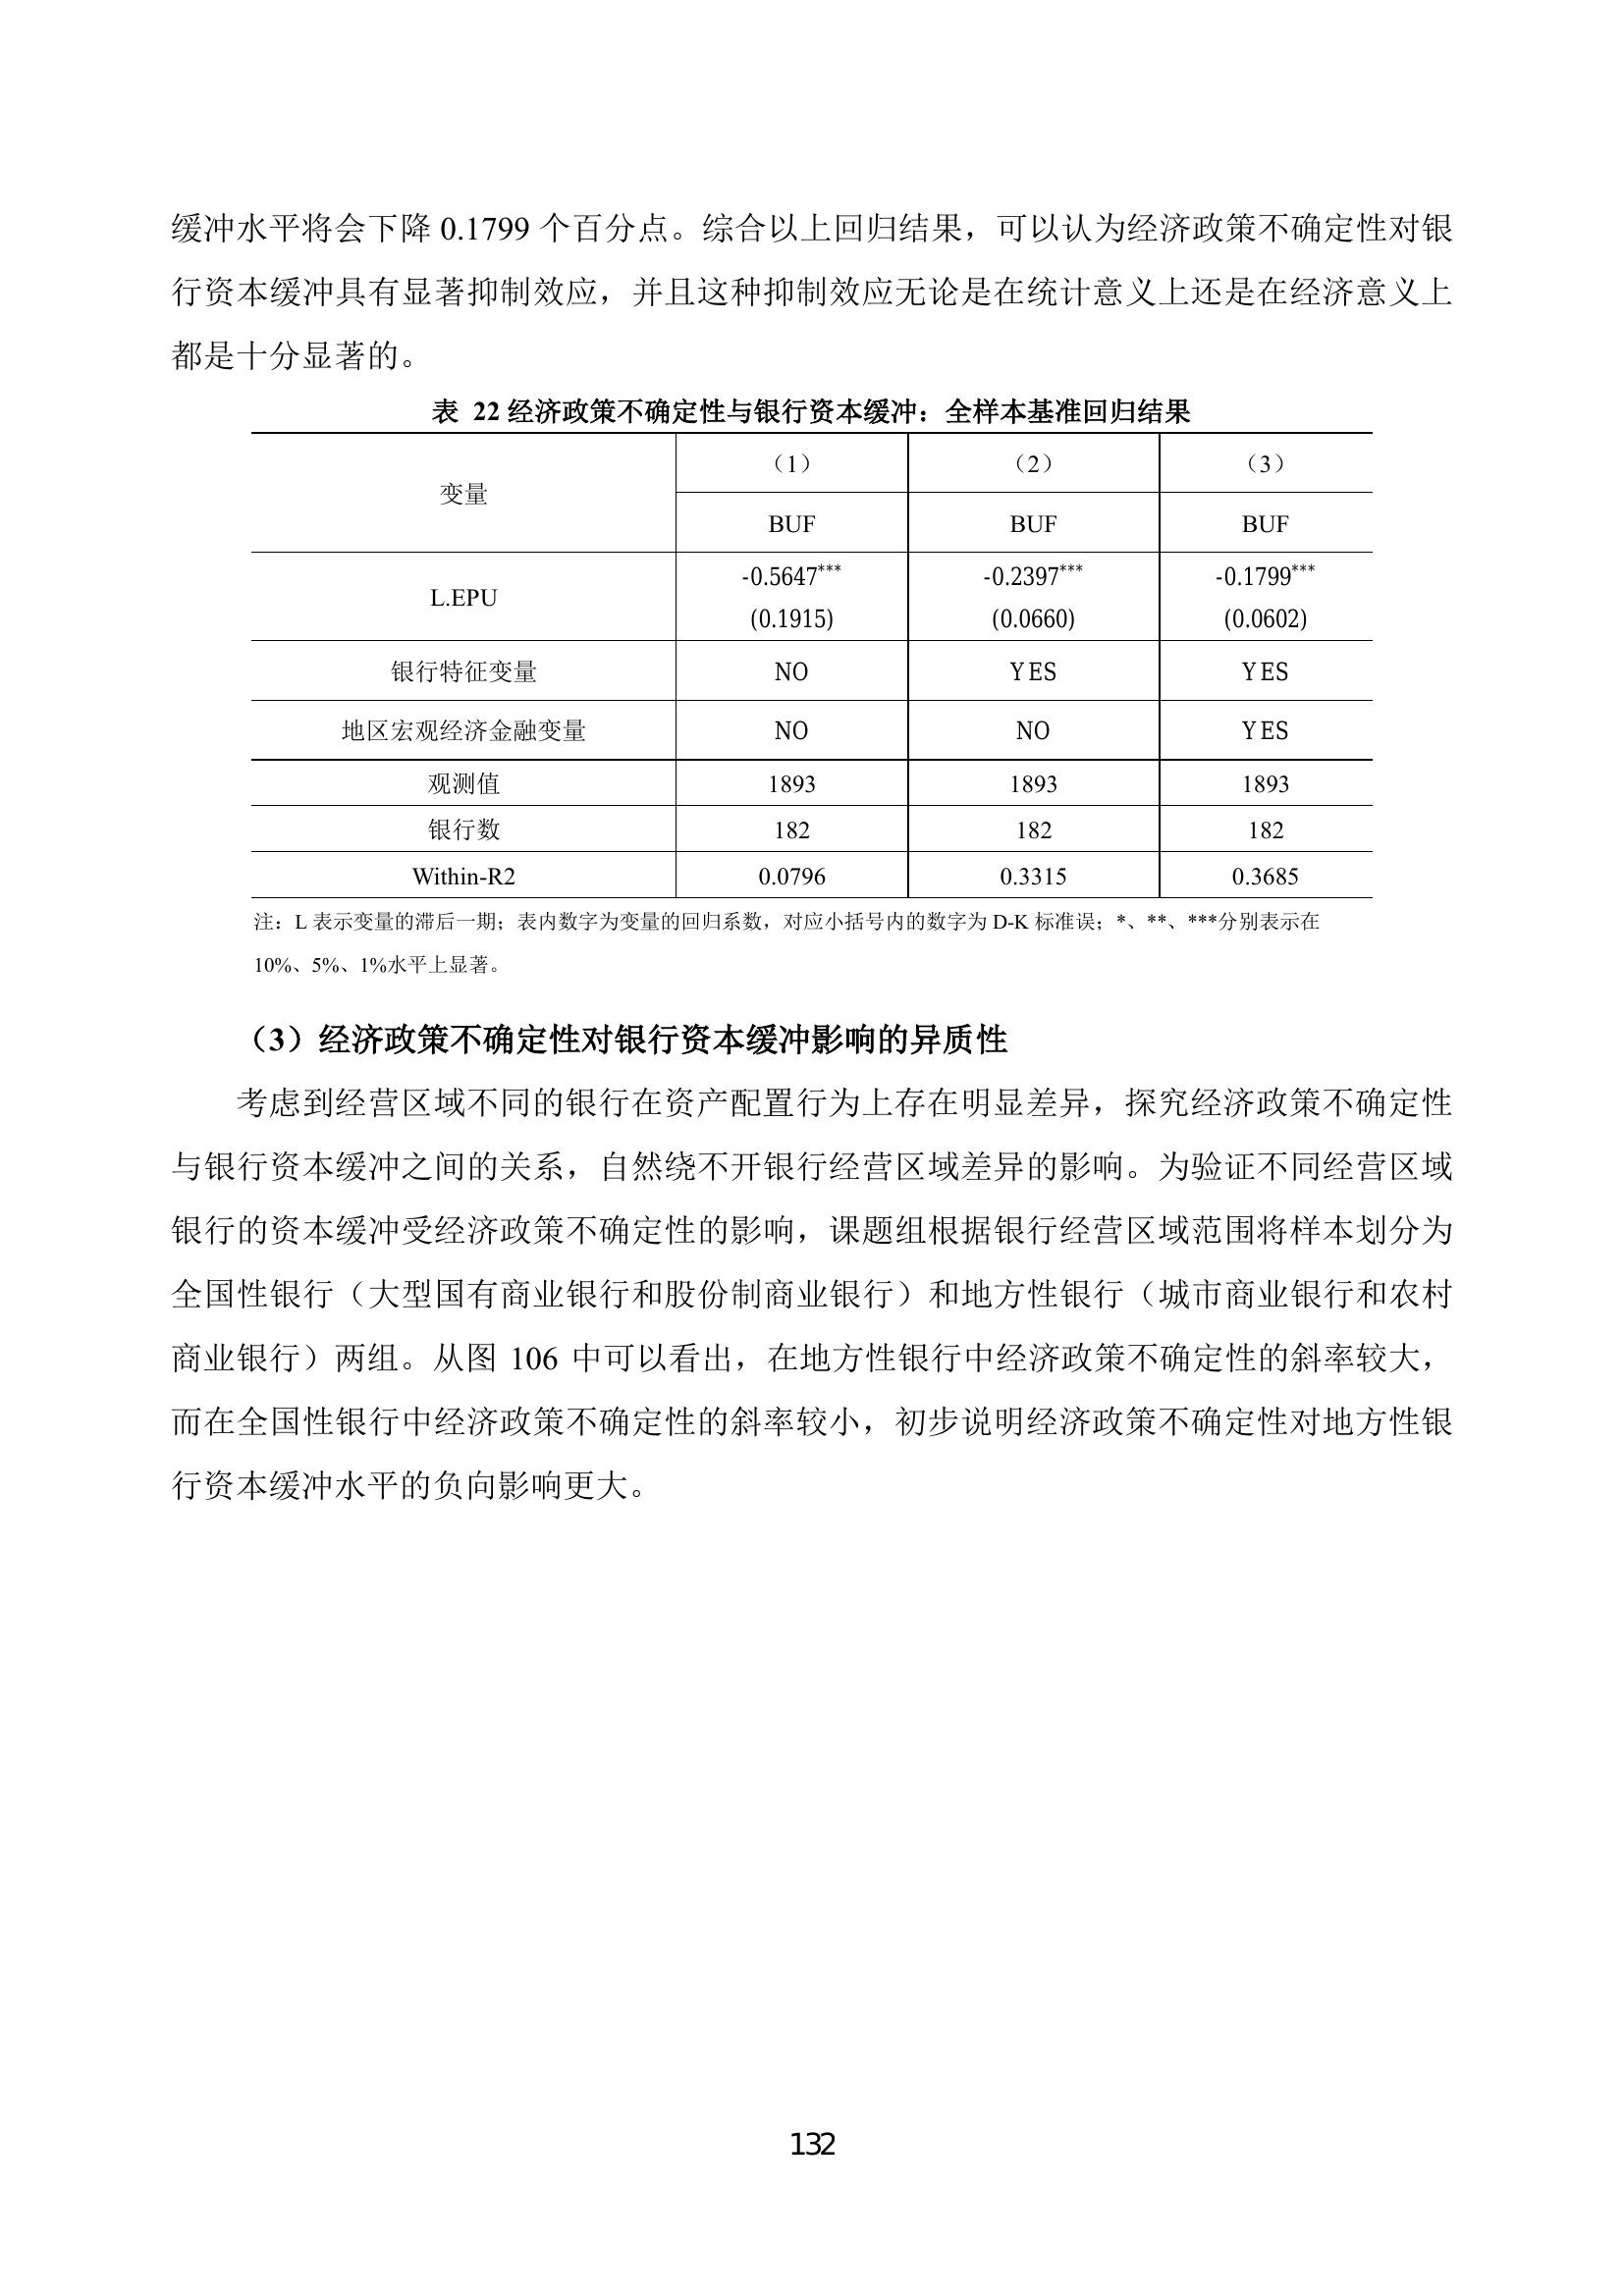 缓冲水平将会下降 0.1799 个百分点。综合以上回归结果，可以认为经济政策不确定性对银
行资本缓冲具有显著抑制效应，并且这种抑制效应无论是在统计意义上还是在经济意义上
都是十分显著的。
表 22 经济政策不确定性与银行资本缓冲：全样本基准回归结果
变量 （1） （2） （3）
BUF BUF BUF
L.EPU -0.5647*** -0.2397*** -0.1799***
(0.1915) (0.0660) (0.0602)
银行特征变量 NO YES YES
地区宏观经济金融变量 NO NO YES
观测值 1893 1893 1893
银行数 182 182 182
Within-R2 0.0796 0.3315 0.3685
注：L 表示变量的滞后一期；表内数字为变量的回归系数，对应小括号内的数字为 D-K 标准误；*、**、***分别表示在
10%、5%、1%水平上显著。
（3）经济政策不确定性对银行资本缓冲影响的异质性
考虑到经营区域不同的银行在资产配置行为上存在明显差异，探究经济政策不确定性
与银行资本缓冲之间的关系，自然绕不开银行经营区域差异的影响。为验证不同经营区域
银行的资本缓冲受经济政策不确定性的影响，课题组根据银行经营区域范围将样本划分为
全国性银行（大型国有商业银行和股份制商业银行）和地方性银行（城市商业银行和农村
商业银行）两组。从图 106 中可以看出，在地方性银行中经济政策不确定性的斜率较大，
而在全国性银行中经济政策不确定性的斜率较小，初步说明经济政策不确定性对地方性银
行资本缓冲水平的负向影响更大。
132